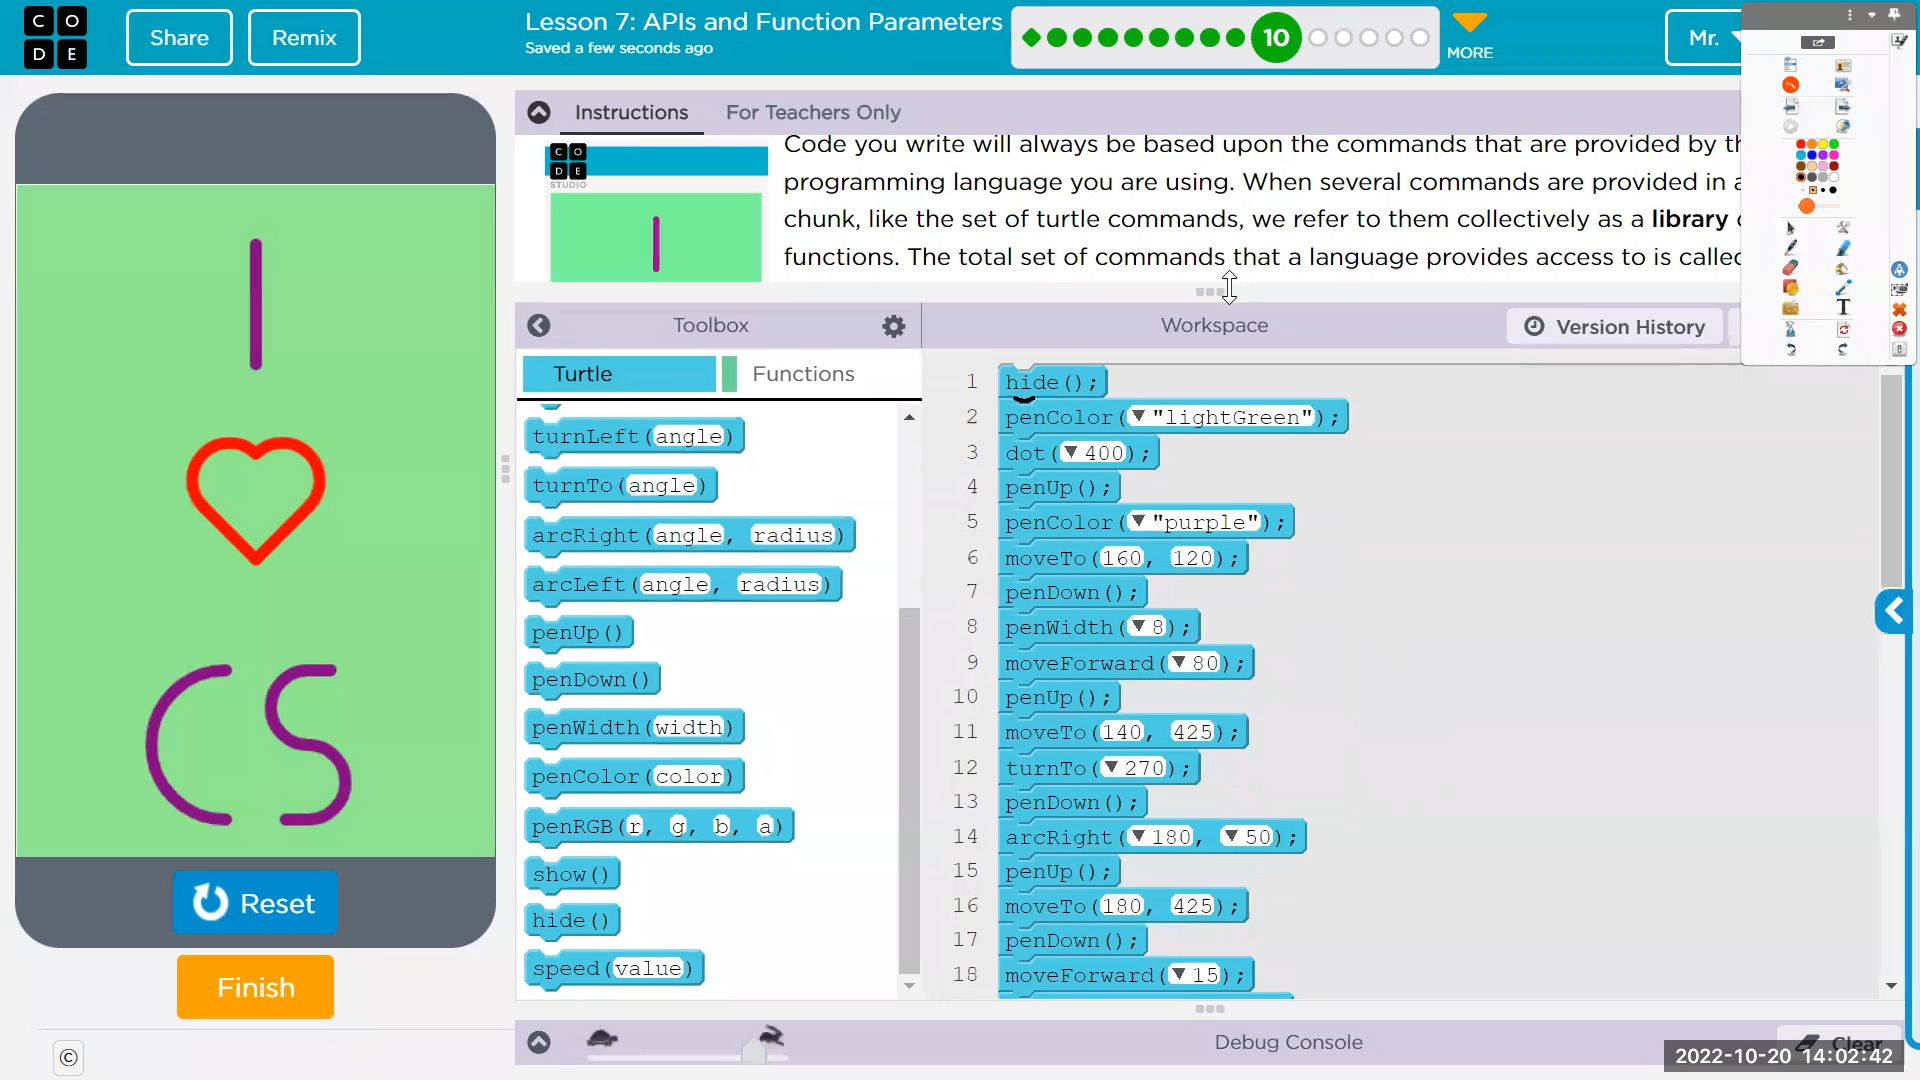 CODE
Share
Remix
Lesson 7: APIs and Function Parameters
Saved a few seconds ago
10
MORE
Mr.
Instructions
For Teachers Only
CODE
STUDIO
Code you write will always be based upon the commands that are provided by th
programming language you are using. When several commands are provided in a
chunk, like the set of turtle commands, we refer to them collectively as a library
functions. The total set of commands that a language provides access to is called
Toolbox
Workspace
Version History
Turtle
Functions
turnLeft(angle)
turnTo(angle)
arcRight(angle, radius)
arcLeft(angle, radius)
penUp()
penDown()
penWidth(width)
penColor(color)
penRGB(r, g, b, a)
show()
hide()
speed(value)
1 hide();
2 penColor(▼"lightGreen");
3 dot(▼400);
4 penUp();
5 penColor(▼"purple");
6 moveTo(160, 120);
7 penDown();
8 penWidth(▼8);
9 moveForward(▼80);
10 penUp();
11 moveTo(140, 425);
12 turnTo(▼270);
13 penDown();
14 arcRight(▼180, ▼50);
15 penUp();
16 moveTo(180, 425);
17 penDown();
18 moveForward(▼15);
I
CS
Reset
Finish
©
Debug Console
Clear
2022-10-20 14:02:42
T